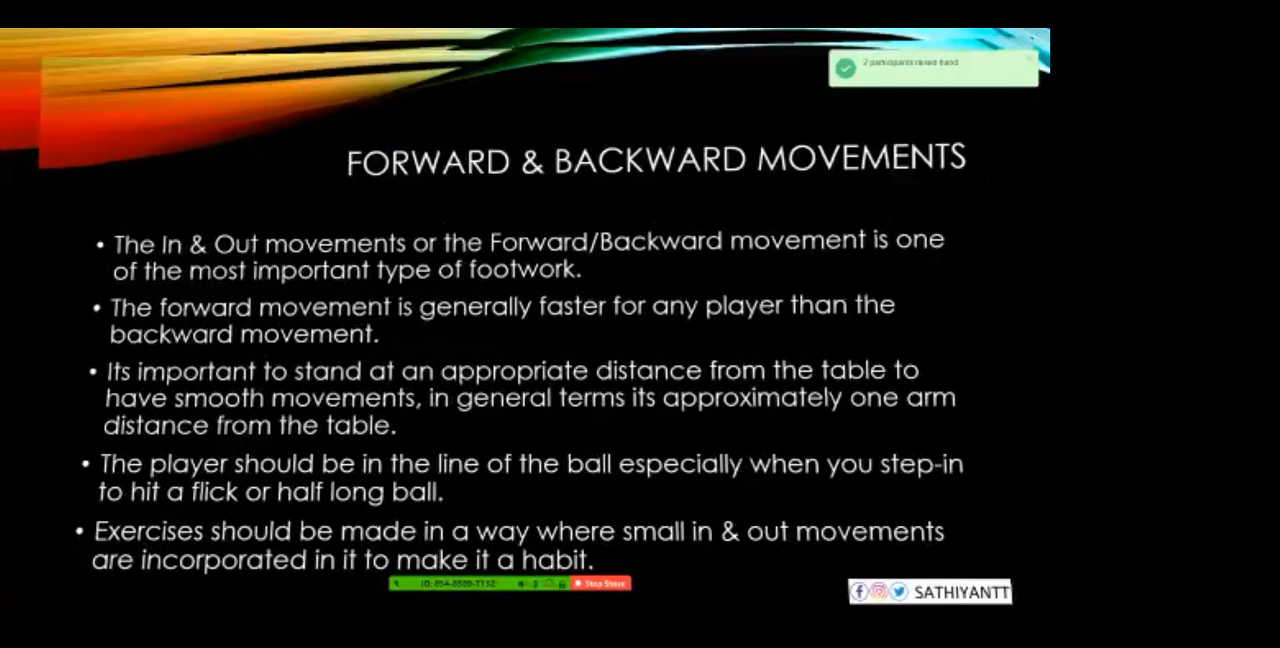 2 participants raised hand
FORWARD & BACKWARD MOVEMENTS
• The In & Out movements or the Forward/Backward movement is one
of the most important type of footwork.
• The forward movement is generally faster for any player than the
backward movement.
• Its important to stand at an appropriate distance from the table to
have smooth movements, in general terms its approximately one arm
distance from the table.
• The player should be in the line of the ball especially when you step-in
to hit a flick or half long ball.
• Exercises should be made in a way where small in & out movements
are incorporated in it to make it a habit.
Stop Share
SATHIYANTT